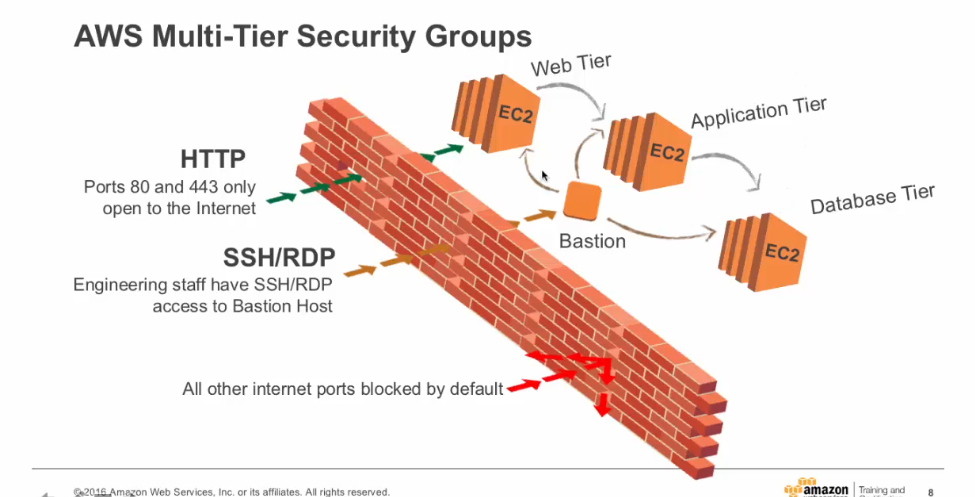 AWS Multi-Tier Security Groups
Web Tier
EC2
Application Tier
EC2
HTTP
Ports 80 and 443 only
open to the Internet
Database Tier
EC2
Bastion
SSH/RDP
Engineering staff have SSH/RDP
access to Bastion Host
All other internet ports blocked by default
©2016 Amazon Web Services, Inc. or its affiliates. All rights reserved.
amazon
Training and
8